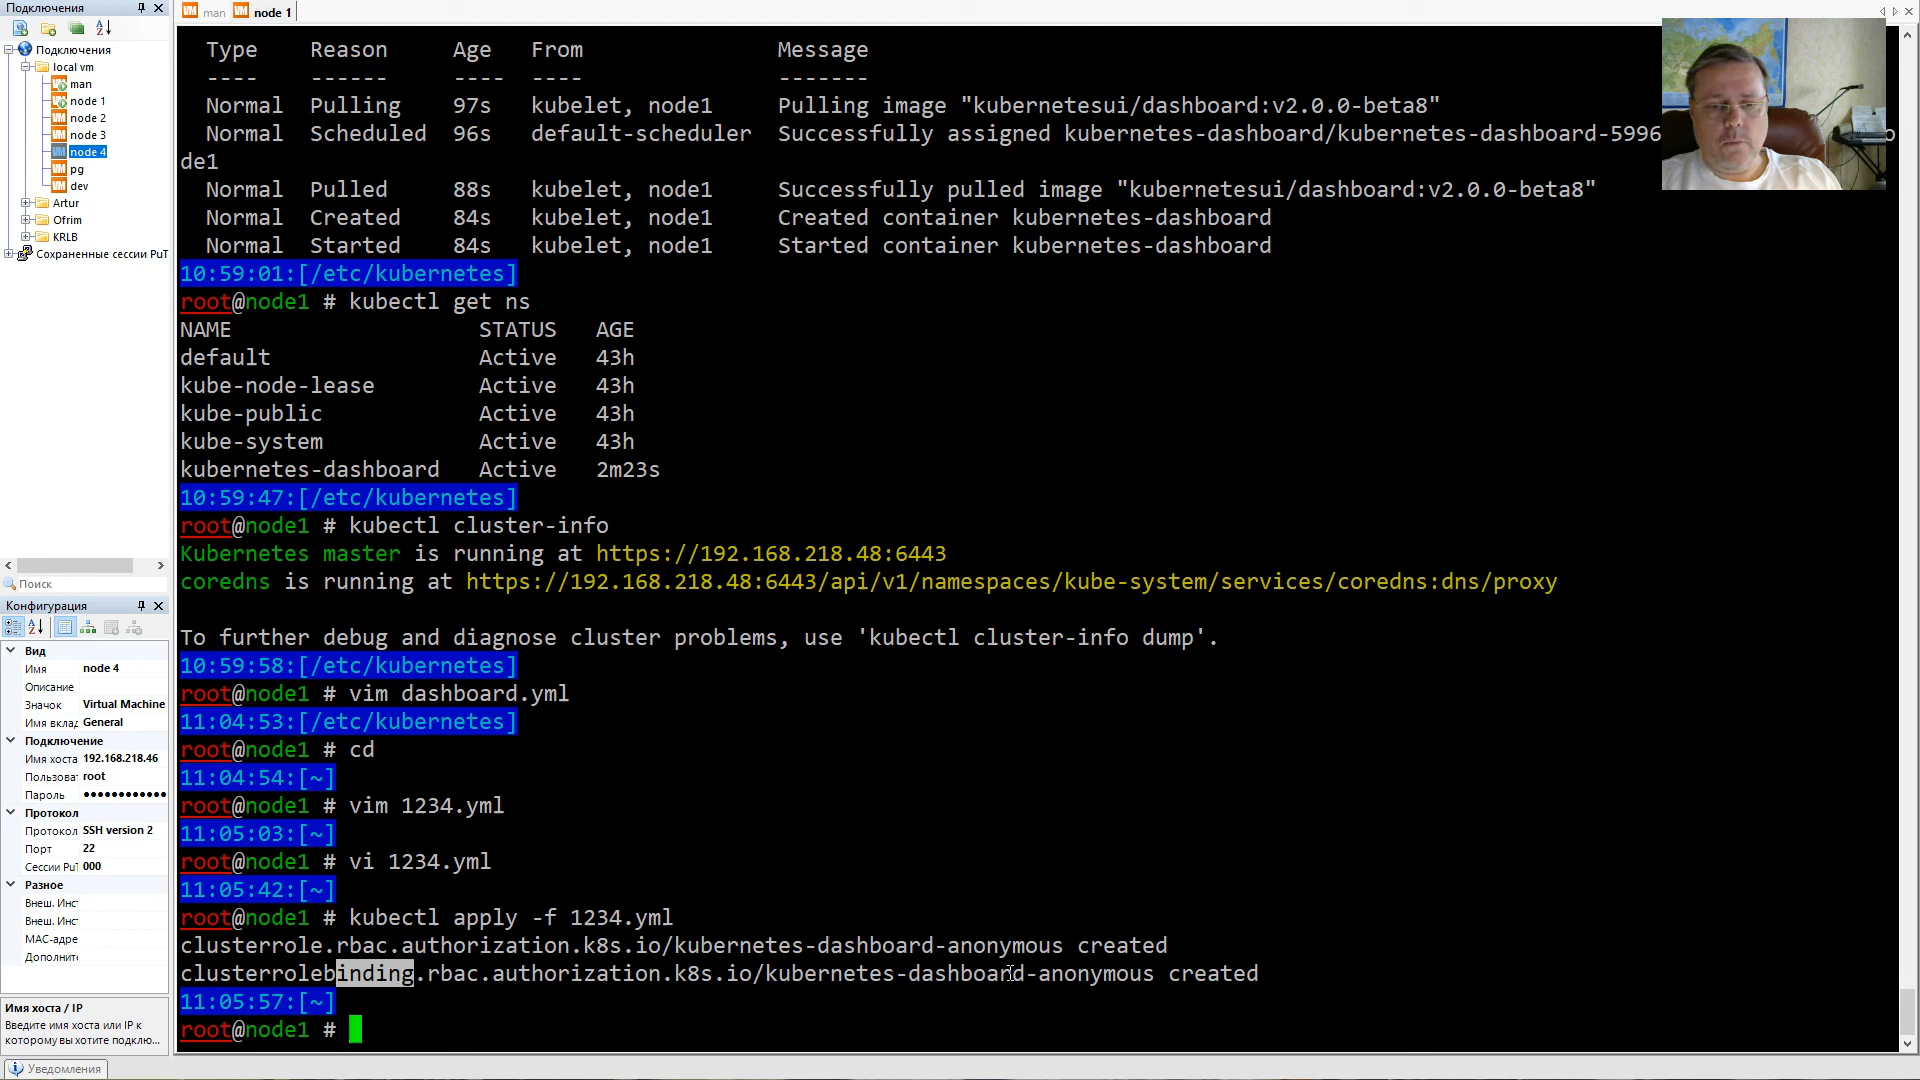 Подключения
man
node 1
Подключения
local vm
man
node 1
node 2
node 3
node 4
pg
dev
Artur
Ofrim
KRLB
Сохраненные сессии PuT
Поиск
Конфигурация
Вид
Имя node 4
Описание
Значок Virtual Machine
Имя вклад General
Подключение
Имя хоста 192.168.218.46
Пользоват root
Пароль ●●●●●●●●●●●●
Протокол
Протокол SSH version 2
Порт 22
Сессии PuT 000
Разное
Внеш. Инс
Внеш. Инс
MAC-адре
Дополните
Имя хоста / IP
Введите имя хоста или IP к
которому вы хотите подклю...
Уведомления
Type Reason Age From Message
---- ------ ---- ---- -------
Normal Pulling 97s kubelet, node1 Pulling image "kubernetesui/dashboard:v2.0.0-beta8"
Normal Scheduled 96s default-scheduler Successfully assigned kubernetes-dashboard/kubernetes-dashboard-5996
de1
Normal Pulled 88s kubelet, node1 Successfully pulled image "kubernetesui/dashboard:v2.0.0-beta8"
Normal Created 84s kubelet, node1 Created container kubernetes-dashboard
Normal Started 84s kubelet, node1 Started container kubernetes-dashboard
10:59:01:[/etc/kubernetes]
root@node1 # kubectl get ns
NAME STATUS AGE
default Active 43h
kube-node-lease Active 43h
kube-public Active 43h
kube-system Active 43h
kubernetes-dashboard Active 2m23s
10:59:47:[/etc/kubernetes]
root@node1 # kubectl cluster-info
Kubernetes master is running at https://192.168.218.48:6443
coredns is running at https://192.168.218.48:6443/api/v1/namespaces/kube-system/services/coredns:dns/proxy
To further debug and diagnose cluster problems, use 'kubectl cluster-info dump'.
10:59:58:[/etc/kubernetes]
root@node1 # vim dashboard.yml
11:04:53:[/etc/kubernetes]
root@node1 # cd
11:04:54:[~]
root@node1 # vim 1234.yml
11:05:03:[~]
root@node1 # vi 1234.yml
11:05:42:[~]
root@node1 # kubectl apply -f 1234.yml
clusterrole.rbac.authorization.k8s.io/kubernetes-dashboard-anonymous created
clusterrolebinding.rbac.authorization.k8s.io/kubernetes-dashboard-anonymous created
11:05:57:[~]
root@node1 #